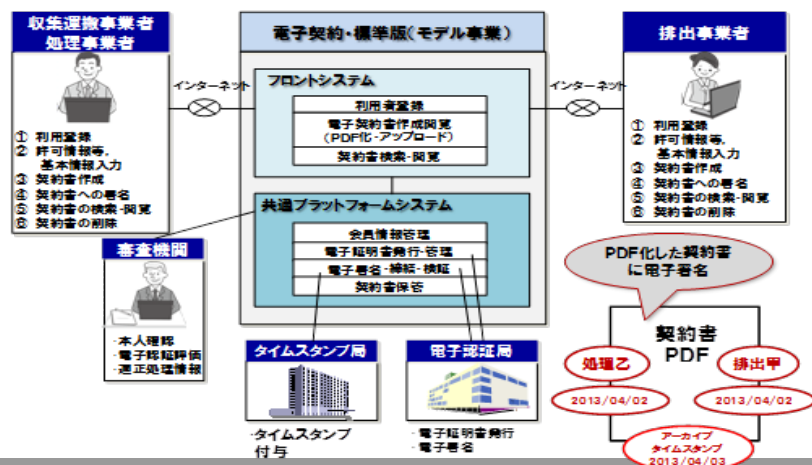 収集運搬事業者
処理事業者
① 利用登録
② 許可情報等、
基本情報入力
③ 契約書作成
④ 契約書への署名
⑤ 契約書の検索・閲覧
⑥ 契約書の削除
インターネット
電子契約・標準版(モデル事業)
フロントシステム
利用者登録
電子契約書作成閲覧
(PDF化・アップロード)
契約書検索・閲覧
共通プラットフォームシステム
会員情報管理
電子証明書発行・管理
電子署名・締結・検証
契約書保管
インターネット
排出事業者
① 利用登録
② 許可情報等、
基本情報入力
③ 契約書作成
④ 契約書への署名
⑤ 契約書の検索・閲覧
⑥ 契約書の削除
審査機関
・本人確認
・電子認証評価
・適正処理情報
タイムスタンプ局
・タイムスタンプ
付与
電子認証局
・電子証明書発行
・電子署名
PDF化した契約書
に電子署名
契約書
PDF
処理乙
排出甲
2013/04/02
2013/04/02
アーカイブ
タイムスタンプ
2013/04/03